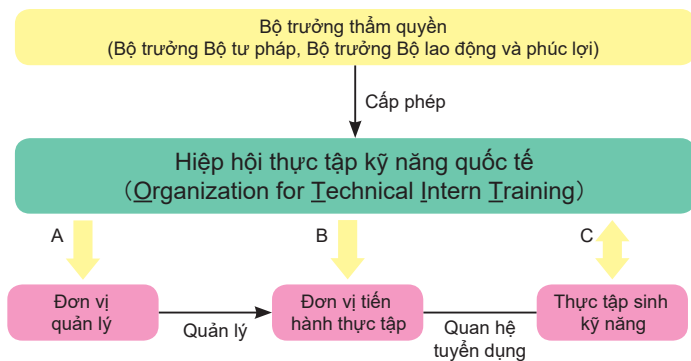 Bộ trưởng thẩm quyền
(Bộ trưởng Bộ tư pháp, Bộ trưởng Bộ lao động và phúc lợi)
Cấp phép
Hiệp hội thực tập kỹ năng quốc tế
（Organization for Technical Intern Training）
A
B
C
Đơn vị
quản lý
Quản lý
Đơn vị tiến
hành thực tập
Quan hệ
tuyển dụng
Thực tập sinh
kỹ năng